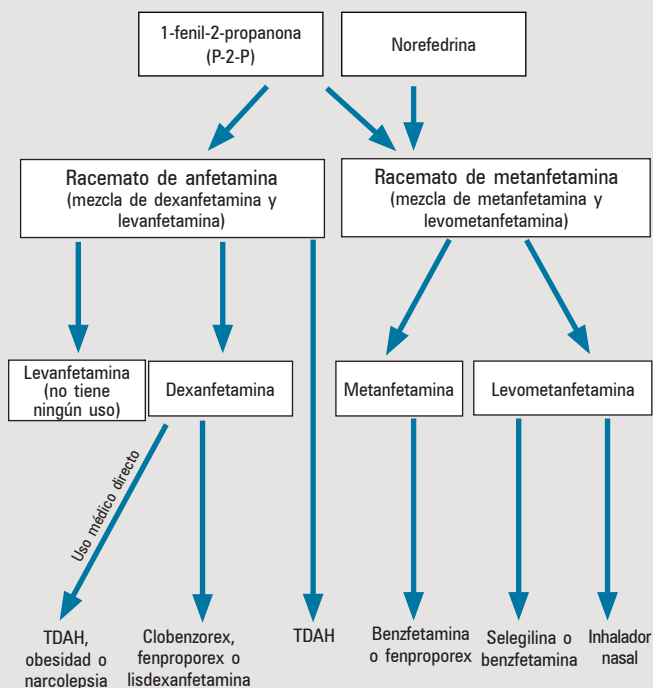 1-fenil-2-propanona
(P-2-P)
Norefedrina
Racemato de anfetamina
(mezcla de dexanfetamina y
levanfetamina)
Racemato de metanfetamina
(mezcla de metanfetamina y
levometanfetamina)
Levanfetamina
(no tiene
ningún uso)
Dexanfetamina
Metanfetamina
Levometanfetamina
Uso médico directo
TDAH,
obesidad o
narcolepsia
Clobenzorex,
fenproporex o
lisdexanfetamina
TDAH
Benzfetamina
o fenproporex
Selegilina o
benzfetamina
Inhalador
nasal